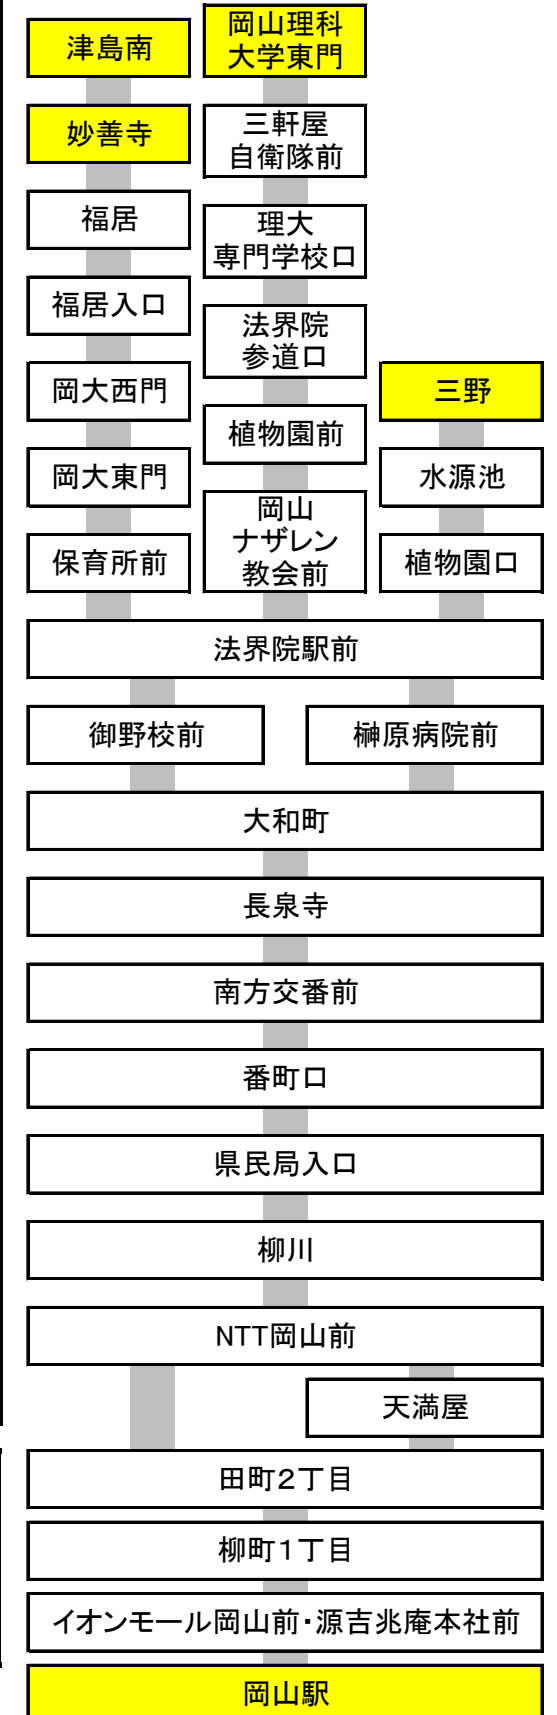 津島南
岡山理科
大学東門
妙善寺
三軒屋
自衛隊前
福居
理大
専門学校口
福居入口
法界院
参道口
岡大西門
三野
植物園前
岡大東門
水源池
岡山
ナザレン
教会前
保育所前
植物園口
法界院駅前
御野校前
榊原病院前
大和町
長泉寺
南方交番前
番町口
県民局入口
柳川
NTT岡山前
天満屋
田町2丁目
柳町1丁目
イオンモール岡山前・源吉兆庵本社前
岡山駅